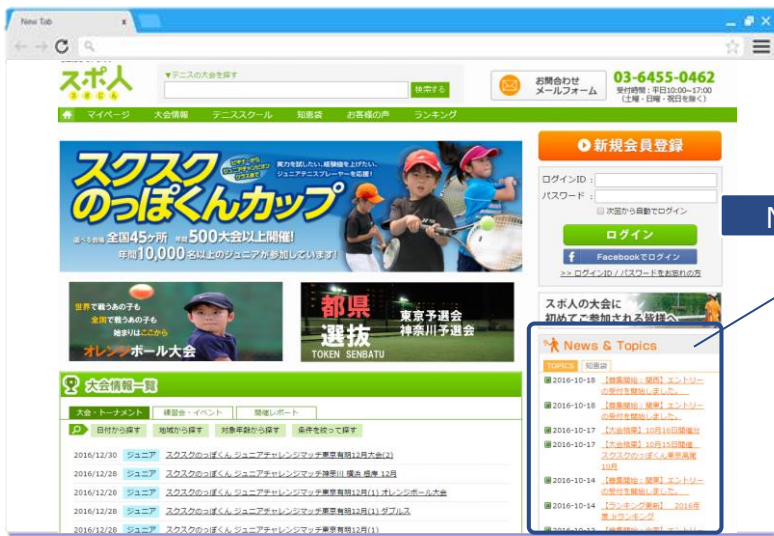 New Tab
スポ人
スポじん
▼テニスの大会を探す
検索する
お問合わせ
メールフォーム
03-6455-0462
受付時間：平日10:00~17:00
(土曜・日曜・祝日を除く)
マイページ 大会情報 テニススクール 知恵袋 お客様の声 ランキング
スクスク
のっぽくんカップ
実力を試したい、経験値を上げたい、
ジュニアテニスプレーヤーを応援!
全国45ヶ所 年間500大会以上開催!
年間10,000名以上のジュニアが参加しています!
新規会員登録
ログインID：
パスワード：
次回から自動でログイン
ログイン
f Facebookでログイン
>> ログインID / パスワードをお忘れの方
N
世界で戦うあの子も
全国で戦うあの子も
始まりはここから
オレンジボール大会
都県
選抜
TOKEN SENBATU
東京予選会
神奈川予選会
スポ人の大会に
初めてご参加される皆様へ
News & Topics
TOPICS 知恵袋
2016-10-18 【募集開始：関西】エントリー
の受付を開始しました。
2016-10-18 【募集開始：関東】エントリー
の受付を開始しました。
2016-10-17 【大会結果】10月16日開催分
2016-10-17 【大会結果】10月15日開催
スクスクのっぽくん東京高尾
10月
2016-10-14 【募集開始：関東】エントリー
の受付を開始しました。
2016-10-14 【ランキング更新】 2016年
度 Jrランキング
大会情報一覧
大会・トーナメント 練習会・イベント 開催レポート
日付から探す 地域から探す 対象年齢から探す 条件を絞って探す
2016/12/30 ジュニア スクスクのっぽくん ジュニアチャレンジマッチ東京有明12月大会(2)
2016/12/28 ジュニア スクスクのっぽくん ジュニアチャレンジマッチ神奈川 横浜 根岸 12月
2016/12/28 ジュニア スクスクのっぽくん ジュニアチャレンジマッチ東京有明12月(1) オレンジボール大会
2016/12/28 ジュニア スクスクのっぽくん ジュニアチャレンジマッチ東京有明12月(1) ダブルス
2016/12/28 ジュニア スクスクのっぽくん ジュニアチャレンジマッチ東京有明12月(1)